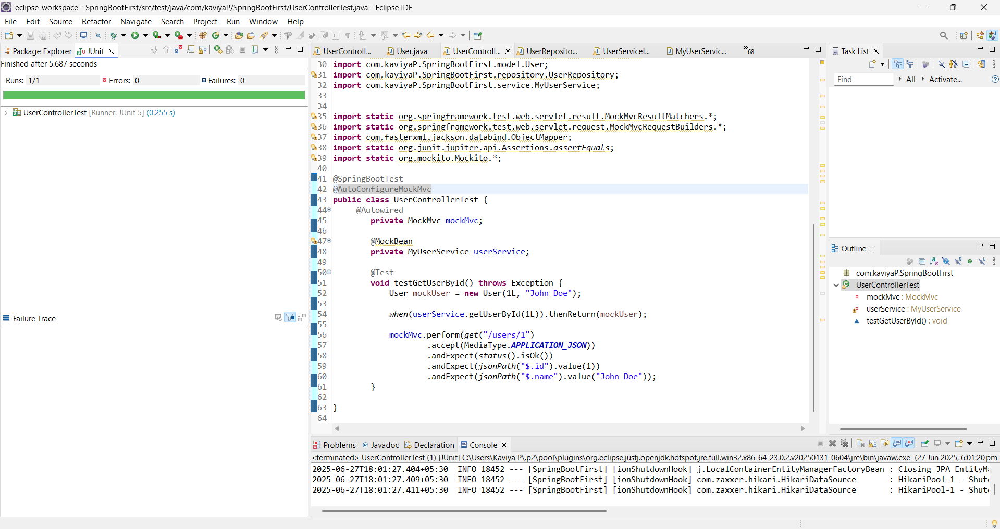 eclipse-workspace - SpringBootFirst/src/test/java/com/kaviyaP/SpringBootFirst/UserControllerTest.java - Eclipse IDE
File Edit Source Refactor Navigate Search Project Run Window Help
Package Explorer JUnit
Finished after 5.687 seconds
Runs: 1/1 Errors: 0 Failures: 0
UserControllerTest [Runner: JUnit 5] (0.255 s)
Failure Trace
UserControll... User.java UserControll... UserReposito... UserServiceI... MyUserServic... »68
30 import com.kaviyaP.SpringBootFirst.model.User;
31 import com.kaviyaP.SpringBootFirst.repository.UserRepository;
32 import com.kaviyaP.SpringBootFirst.service.MyUserService;
33
34
35 import static org.springframework.test.web.servlet.result.MockMvcResultMatchers.*;
36 import static org.springframework.test.web.servlet.request.MockMvcRequestBuilders.*;
37 import com.fasterxml.jackson.databind.ObjectMapper;
38 import static org.junit.jupiter.api.Assertions.assertEquals;
39 import static org.mockito.Mockito.*;
40
41 @SpringBootTest
42 @AutoConfigureMockMvc
43 public class UserControllerTest {
44 @Autowired
45 private MockMvc mockMvc;
46
47 @MockBean
48 private MyUserService userService;
49
50 @Test
51 void testGetUserById() throws Exception {
52 User mockUser = new User(1L, "John Doe");
53
54 when(userService.getUserById(1L)).thenReturn(mockUser);
55
56 mockMvc.perform(get("/users/1")
57 .accept(MediaType.APPLICATION_JSON))
58 .andExpect(status().isOk())
59 .andExpect(jsonPath("$.id").value(1))
60 .andExpect(jsonPath("$.name").value("John Doe"));
61 }
62
63 }
64
Task List
Find All Activate...
Outline
com.kaviyaP.SpringBootFirst
UserControllerTest
mockMvc : MockMvc
userService : MyUserService
testGetUserById() : void
Problems @ Javadoc Declaration Console
<terminated> UserControllerTest (1) [JUnit] C:\Users\Kaviya P\.p2\pool\plugins\org.eclipse.justj.openjdk.hotspot.jre.full.win32.x86_64_23.0.2.v20250131-0604\jre\bin\javaw.exe (27 Jun 2025, 6:01:20 pm
2025-06-27T18:01:27.404+05:30 INFO 18452 --- [SpringBootFirst] [ionShutdownHook] j.LocalContainerEntityManagerFactoryBean : Closing JPA EntityMa
2025-06-27T18:01:27.409+05:30 INFO 18452 --- [SpringBootFirst] [ionShutdownHook] com.zaxxer.hikari.HikariDataSource : HikariPool-1 - Shut
2025-06-27T18:01:27.411+05:30 INFO 18452 --- [SpringBootFirst] [ionShutdownHook] com.zaxxer.hikari.HikariDataSource : HikariPool-1 - Shut